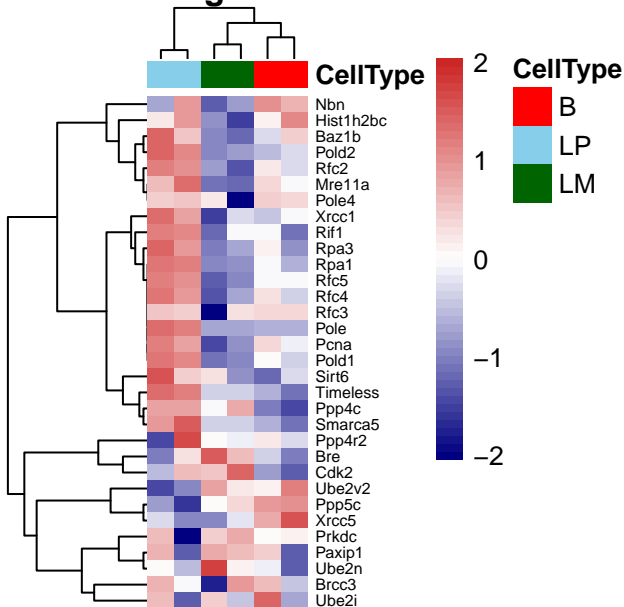 g
CellType
Nbn
Hist1h2bc
Baz1b
Pold2
Rfc2
Mre11a
Pole4
Xrcc1
Rif1
Rpa3
Rpa1
Rfc5
Rfc4
Rfc3
Pole
Pcna
Pold1
Sirt6
Timeless
Ppp4c
Smarca5
Ppp4r2
Bre
Cdk2
Ube2v2
Ppp5c
Xrcc5
Prkdc
Paxip1
Ube2n
Brcc3
Ube2i
2
1
0
−1
−2
CellType
B
LP
LM